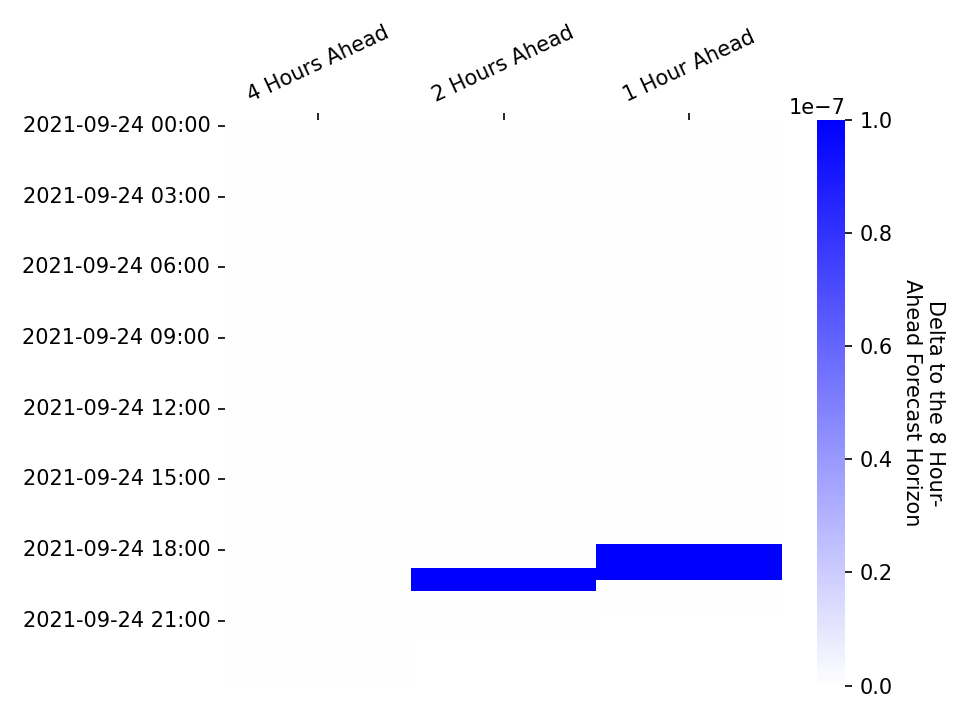 4 Hours Ahead
2 Hours Ahead
1 Hour Ahead
2021-09-24 00:00
2021-09-24 03:00
2021-09-24 06:00
2021-09-24 09:00
2021-09-24 12:00
2021-09-24 15:00
2021-09-24 18:00
2021-09-24 21:00
1e−7
1.0
0.8
0.6
0.4
0.2
0.0
Delta to the 8 Hour-
Ahead Forecast Horizon